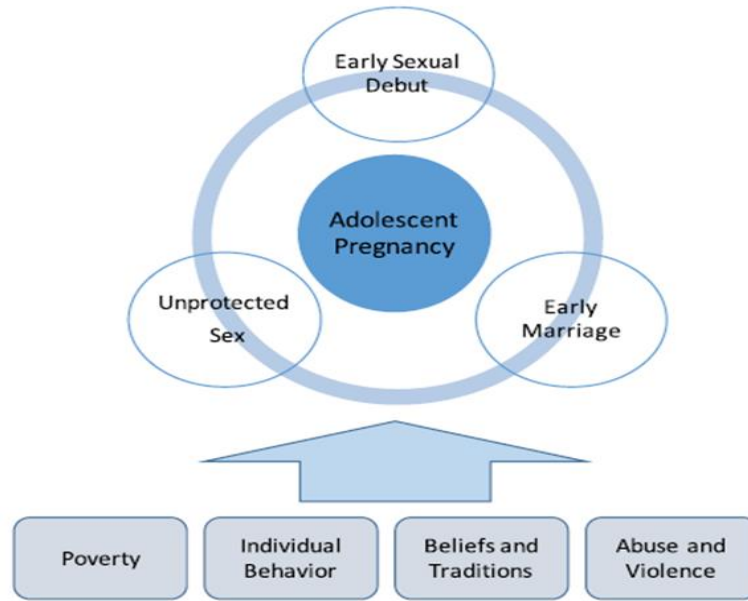 Early Sexual
Debut
Adolescent
Pregnancy
Unprotected
Sex
Early
Marriage
Poverty
Individual
Behavior
Beliefs and
Traditions
Abuse and
Violence